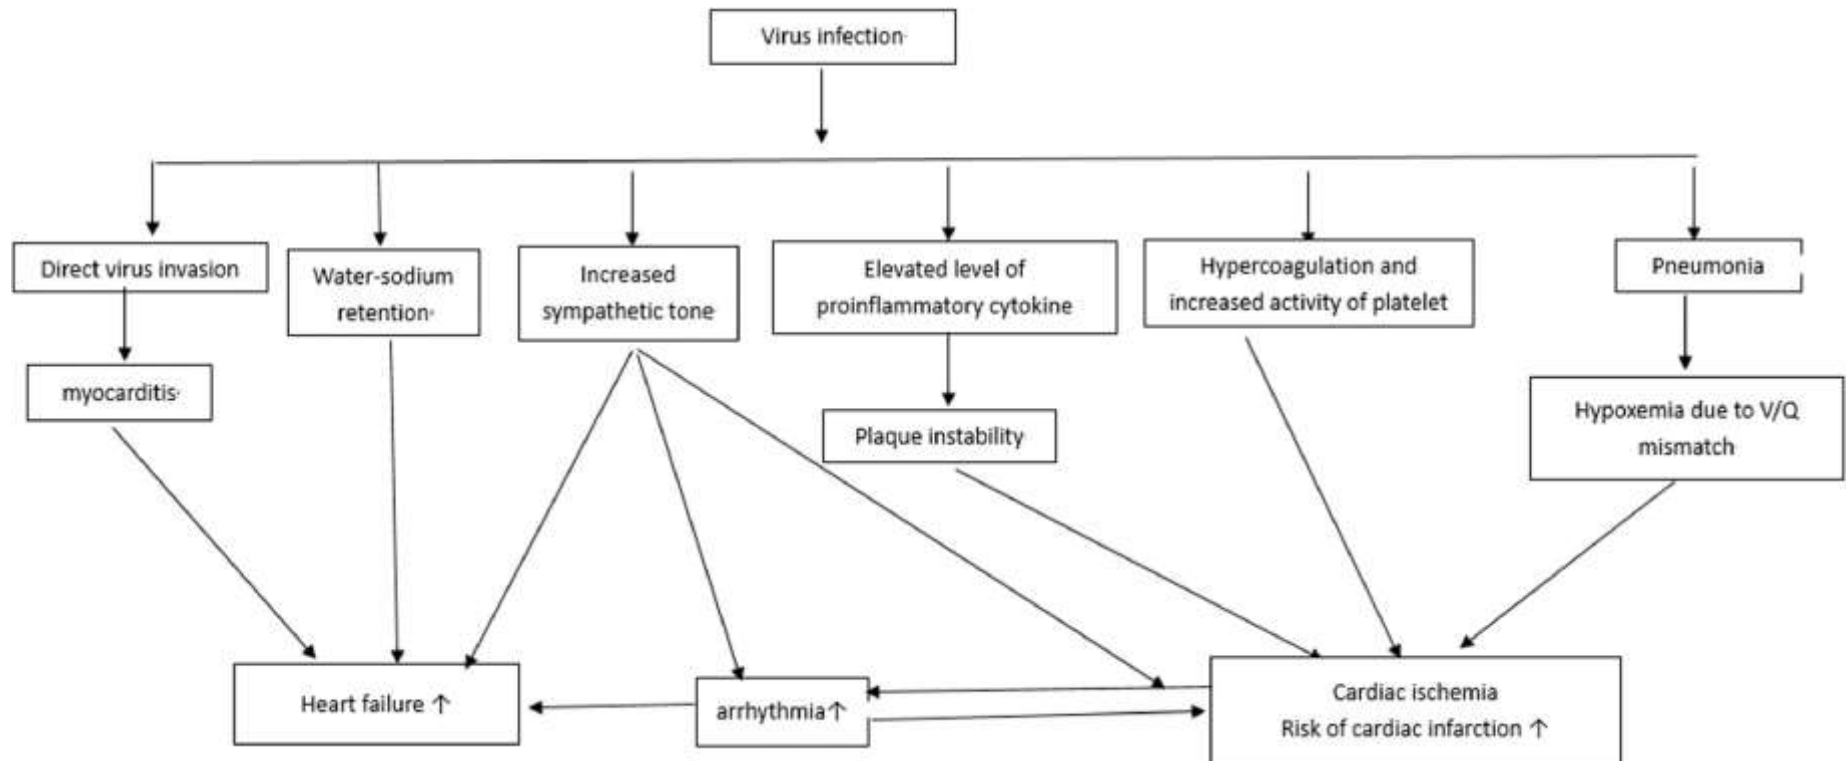 Virus infection
Direct virus invasion
Water-sodium
retention
Increased
sympathetic tone
Elevated level of
proinflammatory cytokine
Hypercoagulation and
increased activity of platelet
Pneumonia
myocarditis
Plaque instability
Hypoxemia due to V/Q
mismatch
Heart failure ↑
arrhythmia↑
Cardiac ischemia
Risk of cardiac infarction ↑